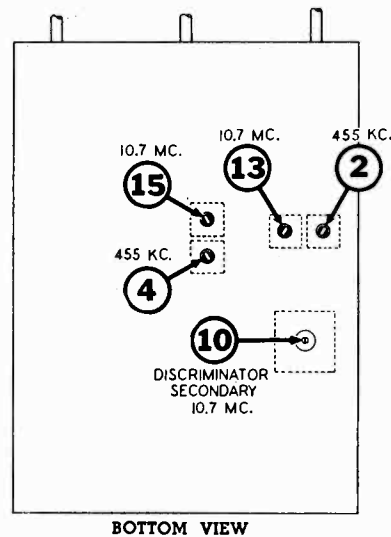 10.7 MC.
15
10.7 MC.
13
455 KC.
2
455 KC.
4
10
DISCRIMINATOR
SECONDARY
10.7 MC.
BOTTOM VIEW